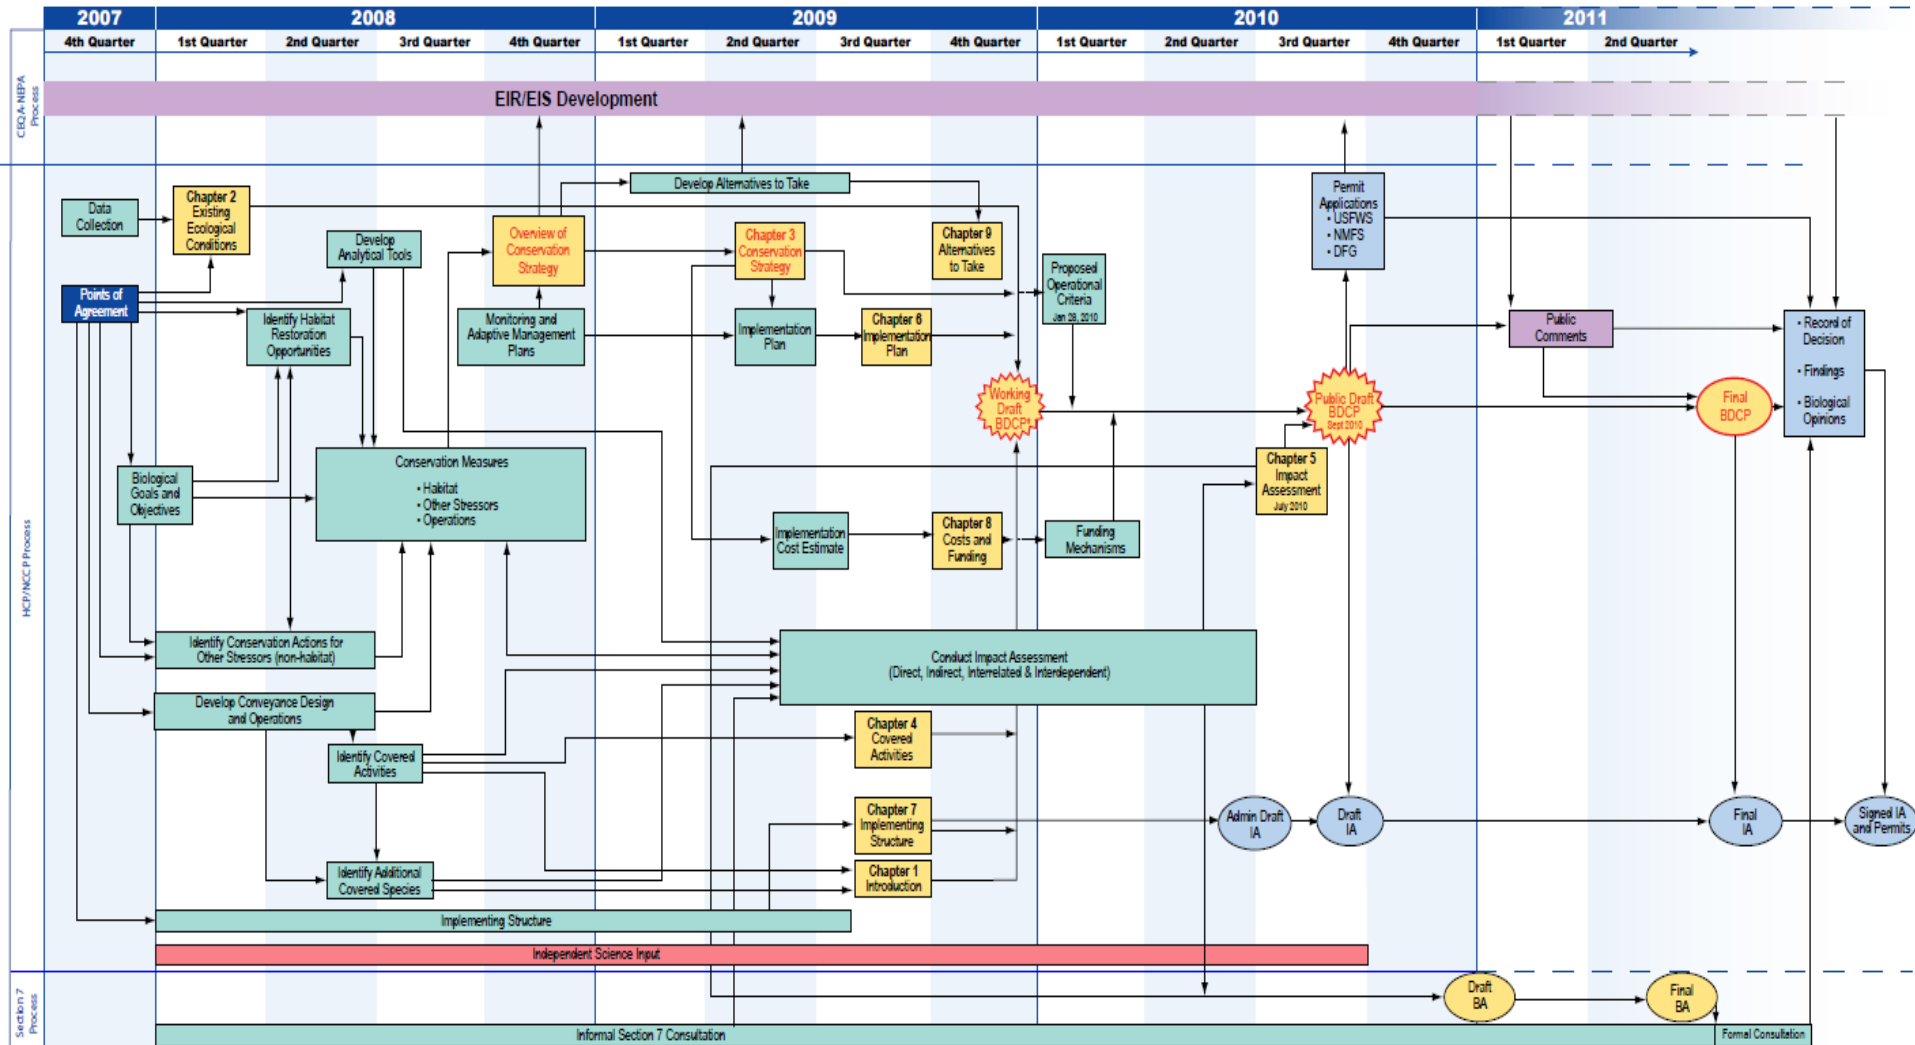 2007
2008
2009
2010
2011
4th Quarter
1st Quarter
2nd Quarter
3rd Quarter
4th Quarter
1st Quarter
2nd Quarter
3rd Quarter
4th Quarter
1st Quarter
2nd Quarter
3rd Quarter
4th Quarter
1st Quarter
2nd Quarter
CEQA-NEPA
Process
EIR/EIS Development
HCP/NCCP Process
Data
Collection
Chapter 2
Existing
Ecological
Conditions
Develop
Analytical Tools
Points of
Agreement
Identify Habitat
Restoration
Opportunities
Overview of
Conservation
Strategy
Monitoring and
Adaptive Management
Plans
Develop Alternatives to Take
Chapter 3
Conservation
Strategy
Implementation
Plan
Chapter 6
Implementation
Plan
Chapter 9
Alternatives
to Take
Proposed
Operational
Criteria
Jan 28, 2010
Permit
Applications
• USFWS
• NMFS
• DFG
Public
Comments
• Record of
Decision
• Findings
• Biological
Opinions
Working
Draft
BDCP*
Public Draft
BDCP
Sept 2010
Final
BDCP
Biological
Goals and
Objectives
Conservation Measures
• Habitat
• Other Stressors
• Operations
Chapter 5
Impact
Assessment
July 2010
Implementation
Cost Estimate
Chapter 8
Costs and
Funding
Funding
Mechanisms
Identify Conservation Actions for
Other Stressors (non-habitat)
Conduct Impact Assessment
(Direct, Indirect, Interrelated & Interdependent)
Develop Conveyance Design
and Operations
Identify Covered
Activities
Chapter 4
Covered
Activities
Chapter 7
Implementing
Structure
Admin Draft
IA
Draft
IA
Final
IA
Signed IA
and Permits
Identify Additional
Covered Species
Chapter 1
Introduction
Implementing Structure
Independent Science Input
Section 7
Process
Draft
BA
Final
BA
Informal Section 7 Consultation
Formal Consultation